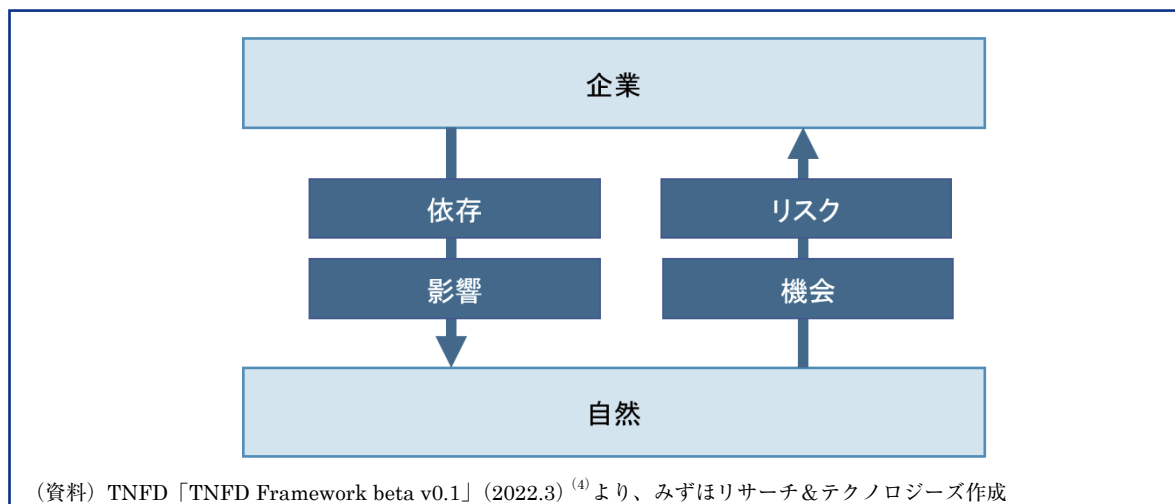 企業
依存
リスク
影響
機会
自然
（資料）TNFD「TNFD Framework beta v0.1」（2022.3）(4)より、みずほリサーチ＆テクノロジーズ作成